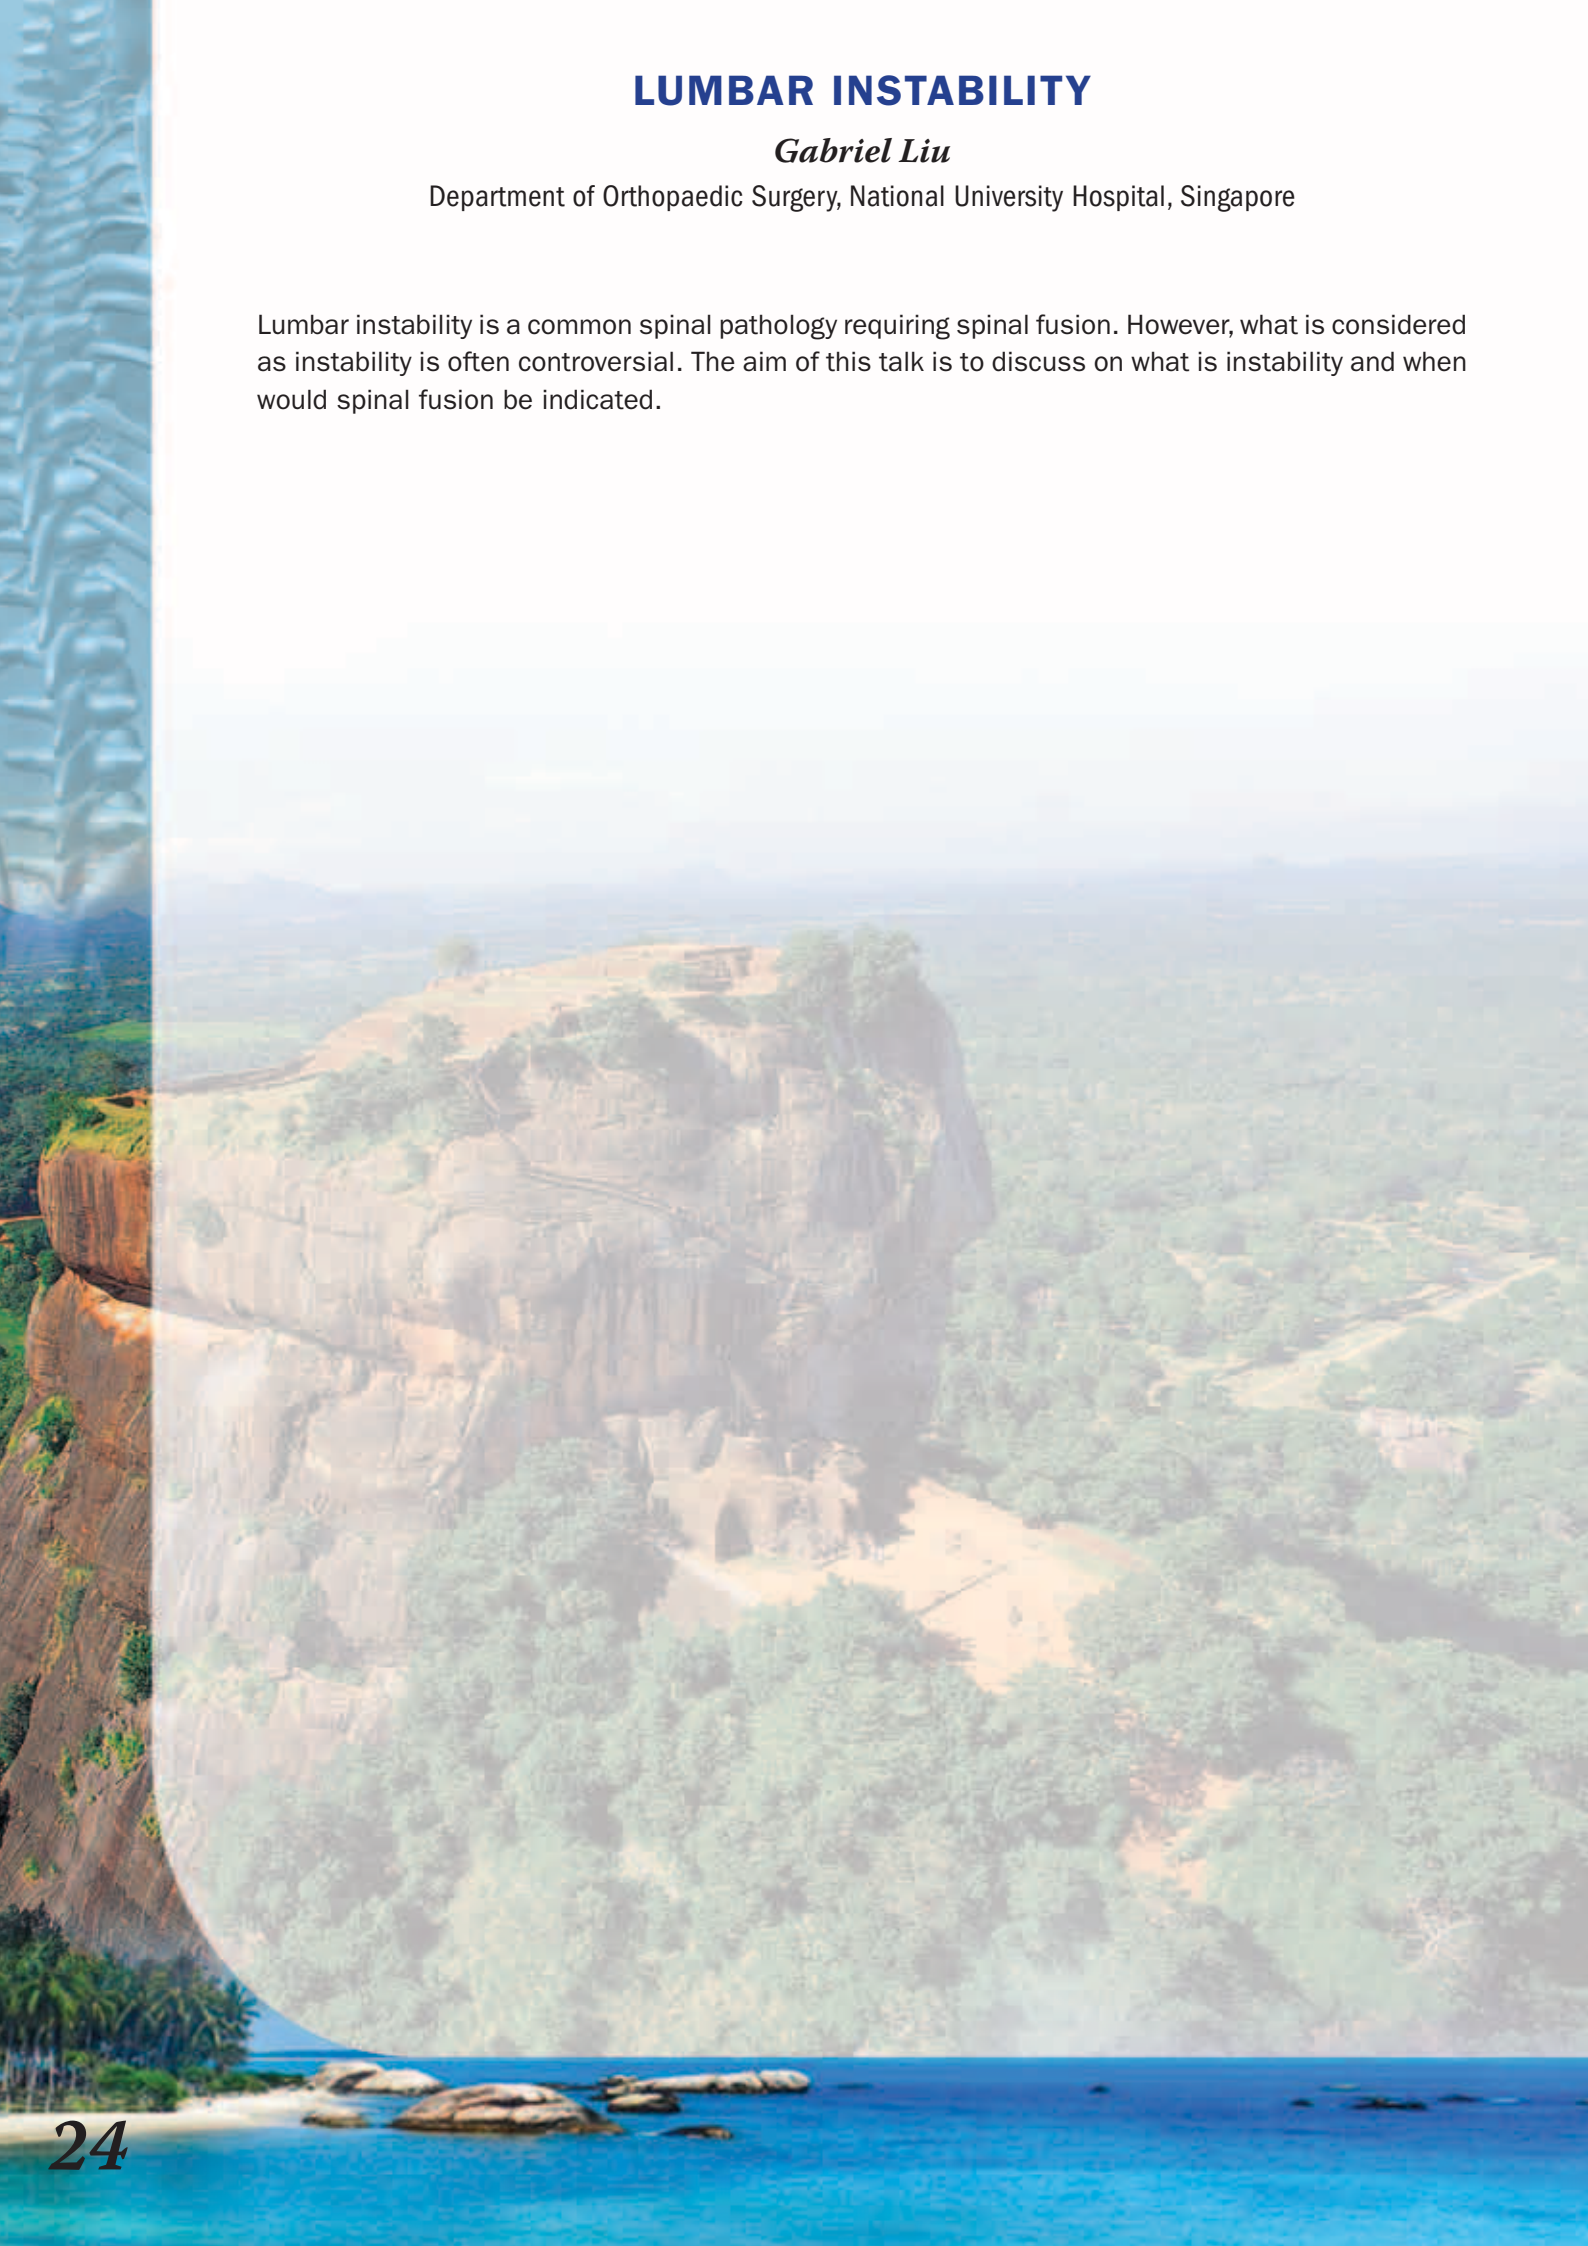 LUMBAR INSTABILITY
Gabriel Liu
Department of Orthopaedic Surgery, National University Hospital, Singapore
Lumbar instability is a common spinal pathology requiring spinal fusion. However, what is considered
as instability is often controversial. The aim of this talk is to discuss on what is instability and when
would spinal fusion be indicated.
24